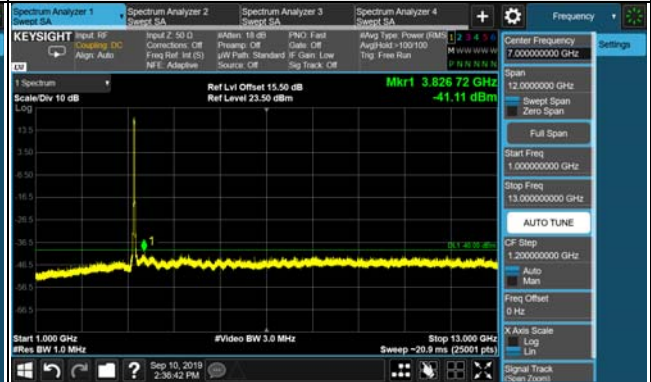 Spectrum Analyzer 1
Swept SA
Spectrum Analyzer 2
Swept SA
Spectrum Analyzer 3
Swept SA
Spectrum Analyzer 4
Swept SA
+
Frequency
KEYSIGHT
Input: RF
Coupling: DC
Align: Auto
Input Z: 50 Ω
Corrections: Off
Freq Ref: Int (S)
NFE: Adaptive
#Atten: 18 dB
Preamp: Off
µW Path: Standard
Source: Off
PNO: Fast
Gate: Off
IF Gain: Low
Sig Track: Off
#Avg Type: Power (RMS
Avg|Hold:>100/100
Trig: Free Run
1 2 3 4 5 6
M W W W W W
P N N N N N
LXI
1 Spectrum
Scale/Div 10 dB
Log
Ref Lvl Offset 15.50 dB
Ref Level 23.50 dBm
Mkr1 3.826 72 GHz
-41.11 dBm
13.5
3.50
-6.50
-16.5
-26.5
-36.5
-46.5
-56.5
-66.5
1
DL1 -40.00 dBm
Start 1.000 GHz
#Res BW 1.0 MHz
#Video BW 3.0 MHz
Stop 13.000 GHz
Sweep ~20.9 ms (25001 pts)
Sep 10, 2019
2:36:42 PM
Center Frequency
7.000000000 GHz
Settings
Span
12.0000000 GHz
Swept Span
Zero Span
Full Span
Start Freq
1.000000000 GHz
Stop Freq
13.000000000 GHz
AUTO TUNE
CF Step
1.200000000 GHz
Auto
Man
Freq Offset
0 Hz
X Axis Scale
Log
Lin
Signal Track
(Span Zoom)